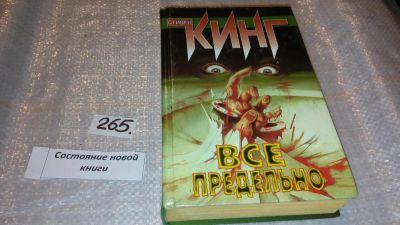 СТИВЕН
КИНГ
265.
Состояние новой
книги
ВСЕ
ПРЕДЕЛЬНО